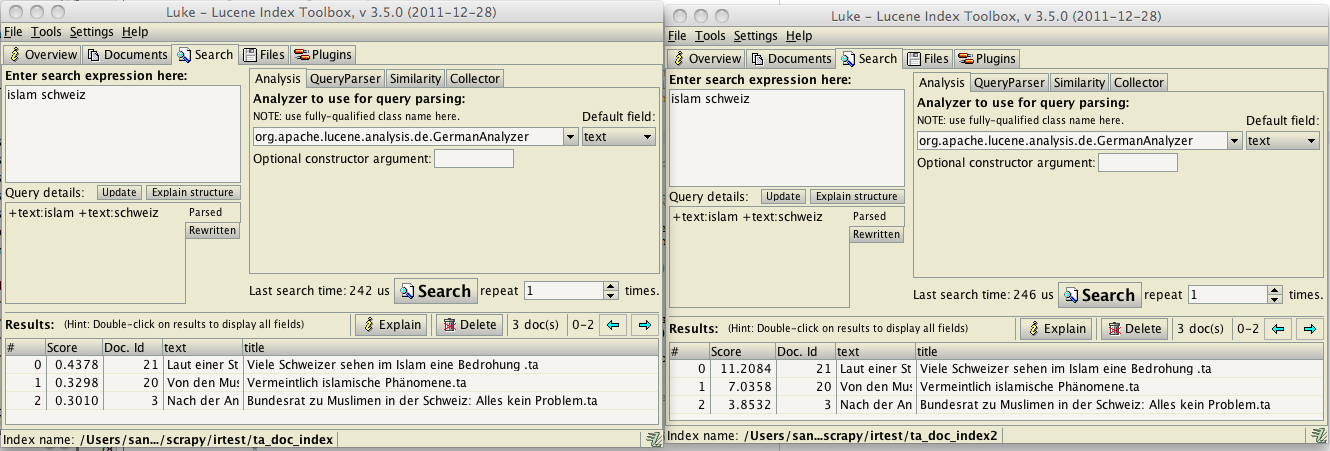 Luke – Lucene Index Toolbox, v 3.5.0 (2011-12-28)
File Tools Settings Help
Overview Documents Search Files Plugins
Enter search expression here:
islam schweiz
Analysis QueryParser Similarity Collector
Analyzer to use for query parsing:
NOTE: use fully-qualified class name here.
Default field:
org.apache.lucene.analysis.de.GermanAnalyzer text
Optional constructor argument:
Query details: Update Explain structure
+text:islam +text:schweiz
Parsed
Rewritten
Last search time: 242 us Search repeat 1 times.
Results: (Hint: Double-click on results to display all fields) Explain Delete 3 doc(s) 0-2
# Score Doc. Id text title
0 0.4378 21 Laut einer St Viele Schweizer sehen im Islam eine Bedrohung .ta
1 0.3298 20 Von den Mus Vermeintlich islamische Phänomene.ta
2 0.3010 3 Nach der An Bundesrat zu Muslimen in der Schweiz: Alles kein Problem.ta
Index name: /Users/san.../scrapy/irtest/ta_doc_index
Luke – Lucene Index Toolbox, v 3.5.0 (2011-12-28)
File Tools Settings Help
Overview Documents Search Files Plugins
Enter search expression here:
islam schweiz
Analysis QueryParser Similarity Collector
Analyzer to use for query parsing:
NOTE: use fully-qualified class name here.
Default field:
org.apache.lucene.analysis.de.GermanAnalyzer text
Optional constructor argument:
Query details: Update Explain structure
+text:islam +text:schweiz
Parsed
Rewritten
Last search time: 246 us Search repeat 1 times.
Results: (Hint: Double-click on results to display all fields) Explain Delete 3 doc(s) 0-2
# Score Doc. Id text title
0 11.2084 21 Laut einer St Viele Schweizer sehen im Islam eine Bedrohung .ta
1 7.0358 20 Von den Mus Vermeintlich islamische Phänomene.ta
2 3.8532 3 Nach der An Bundesrat zu Muslimen in der Schweiz: Alles kein Problem.ta
Index name: /Users/san...scrapy/irtest/ta_doc_index2